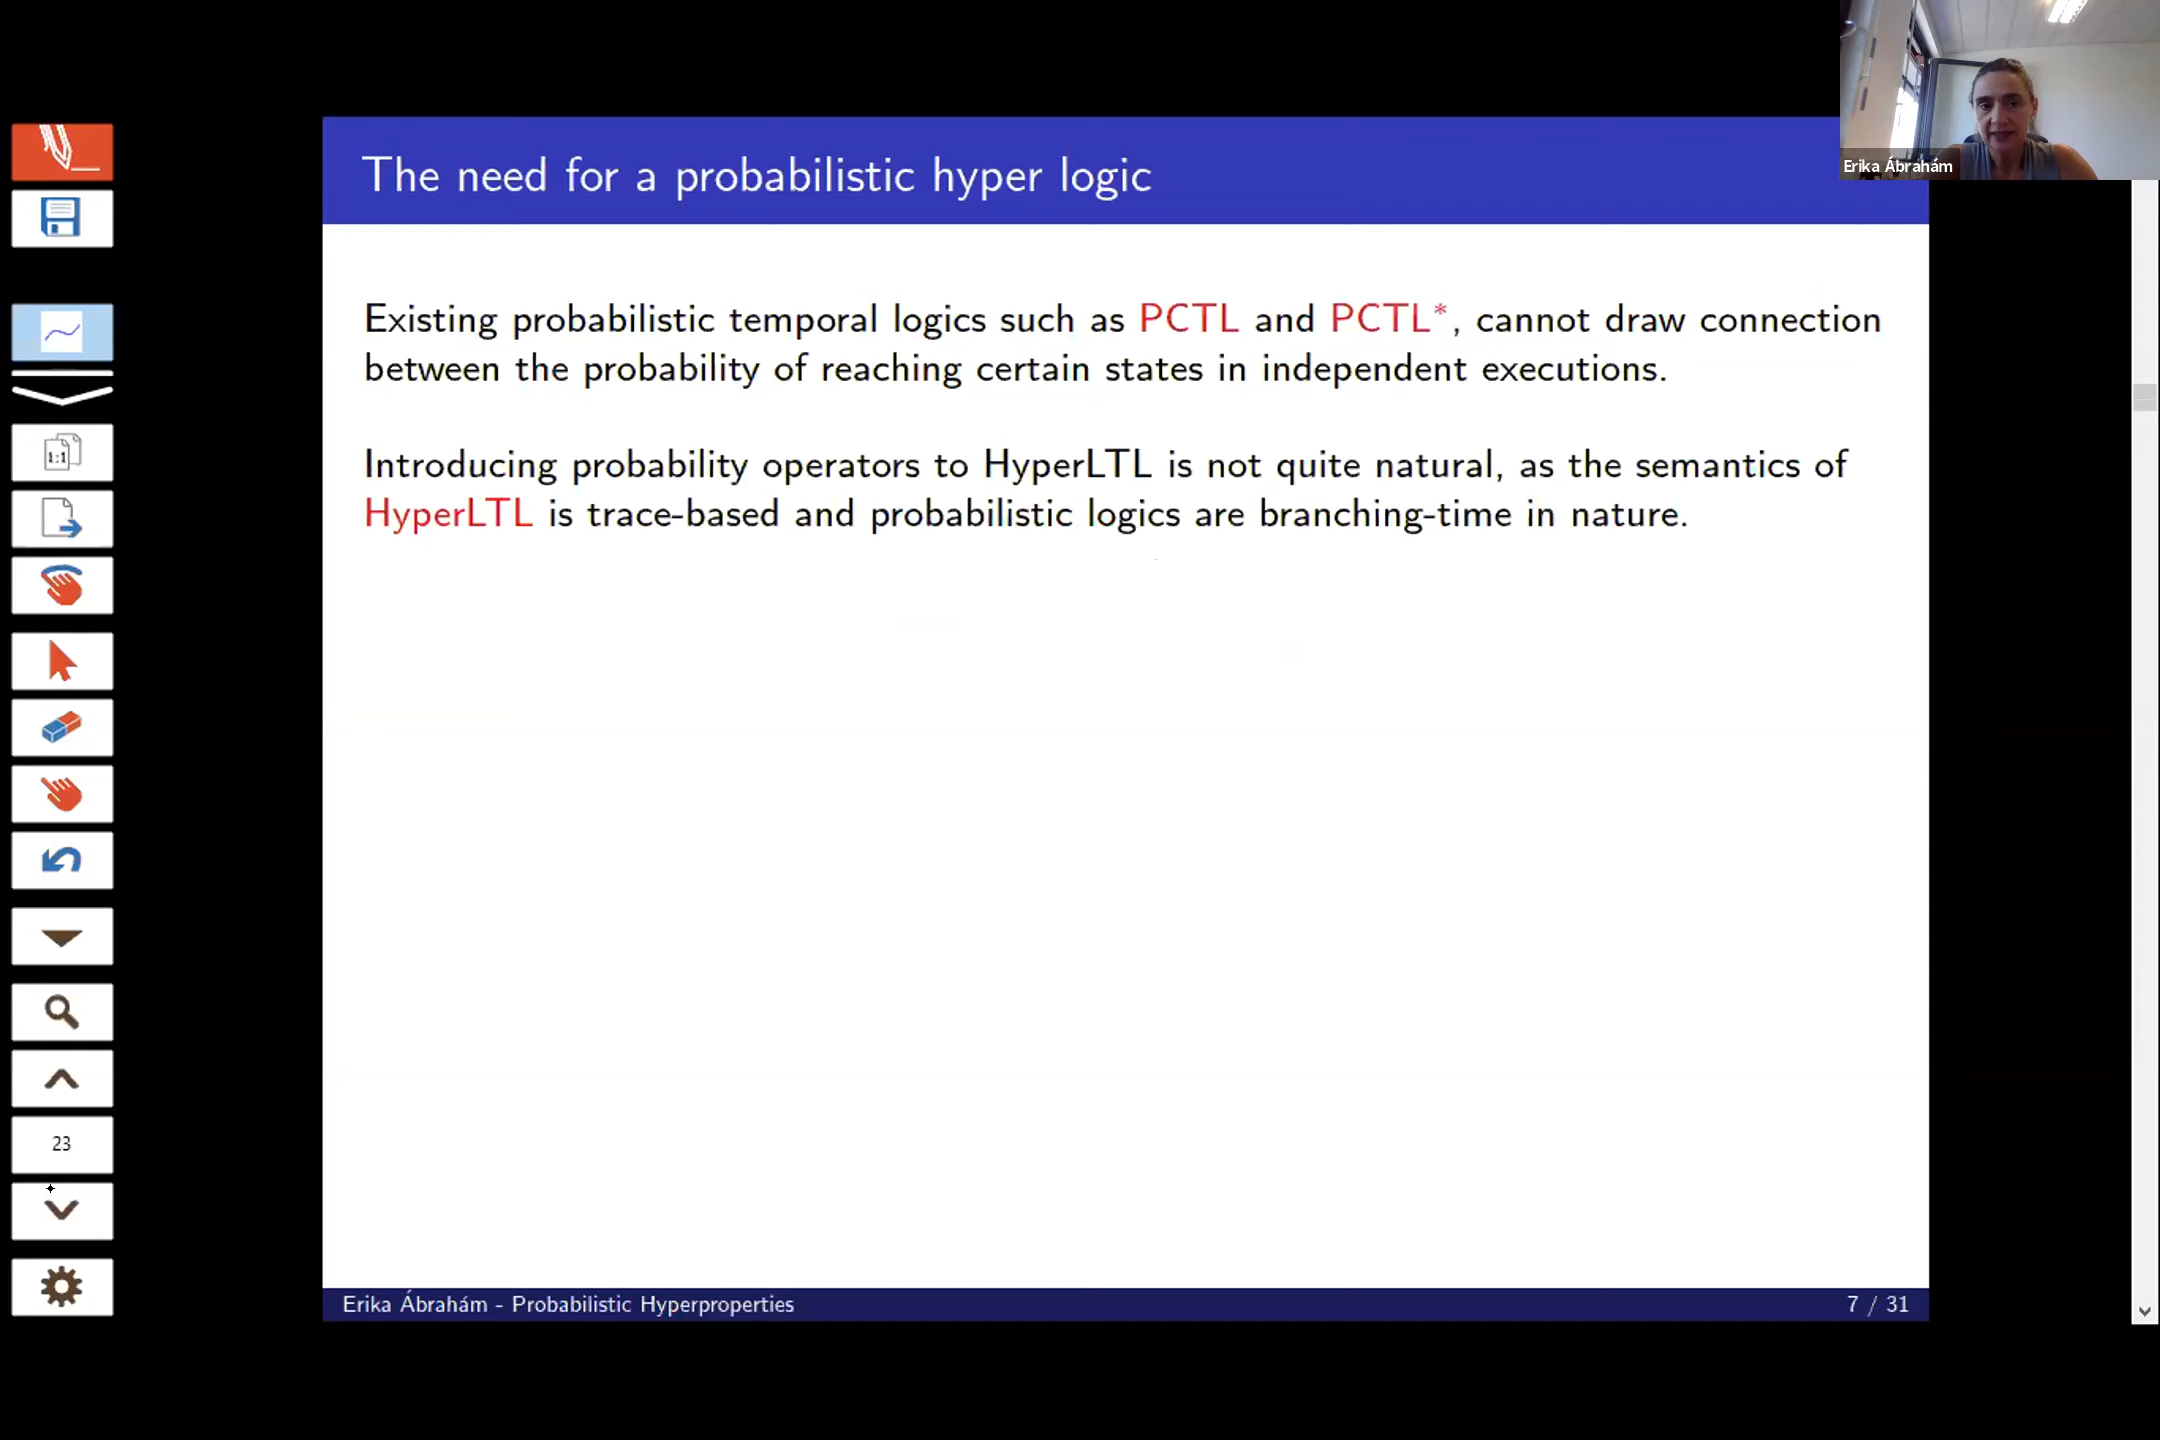 Erika Ábrahám
The need for a probabilistic hyper logic
Existing probabilistic temporal logics such as PCTL and PCTL*, cannot draw connection
between the probability of reaching certain states in independent executions.
Introducing probability operators to HyperLTL is not quite natural, as the semantics of
HyperLTL is trace-based and probabilistic logics are branching-time in nature.
1:1
23
Erika Ábrahám - Probabilistic Hyperproperties
7 / 31